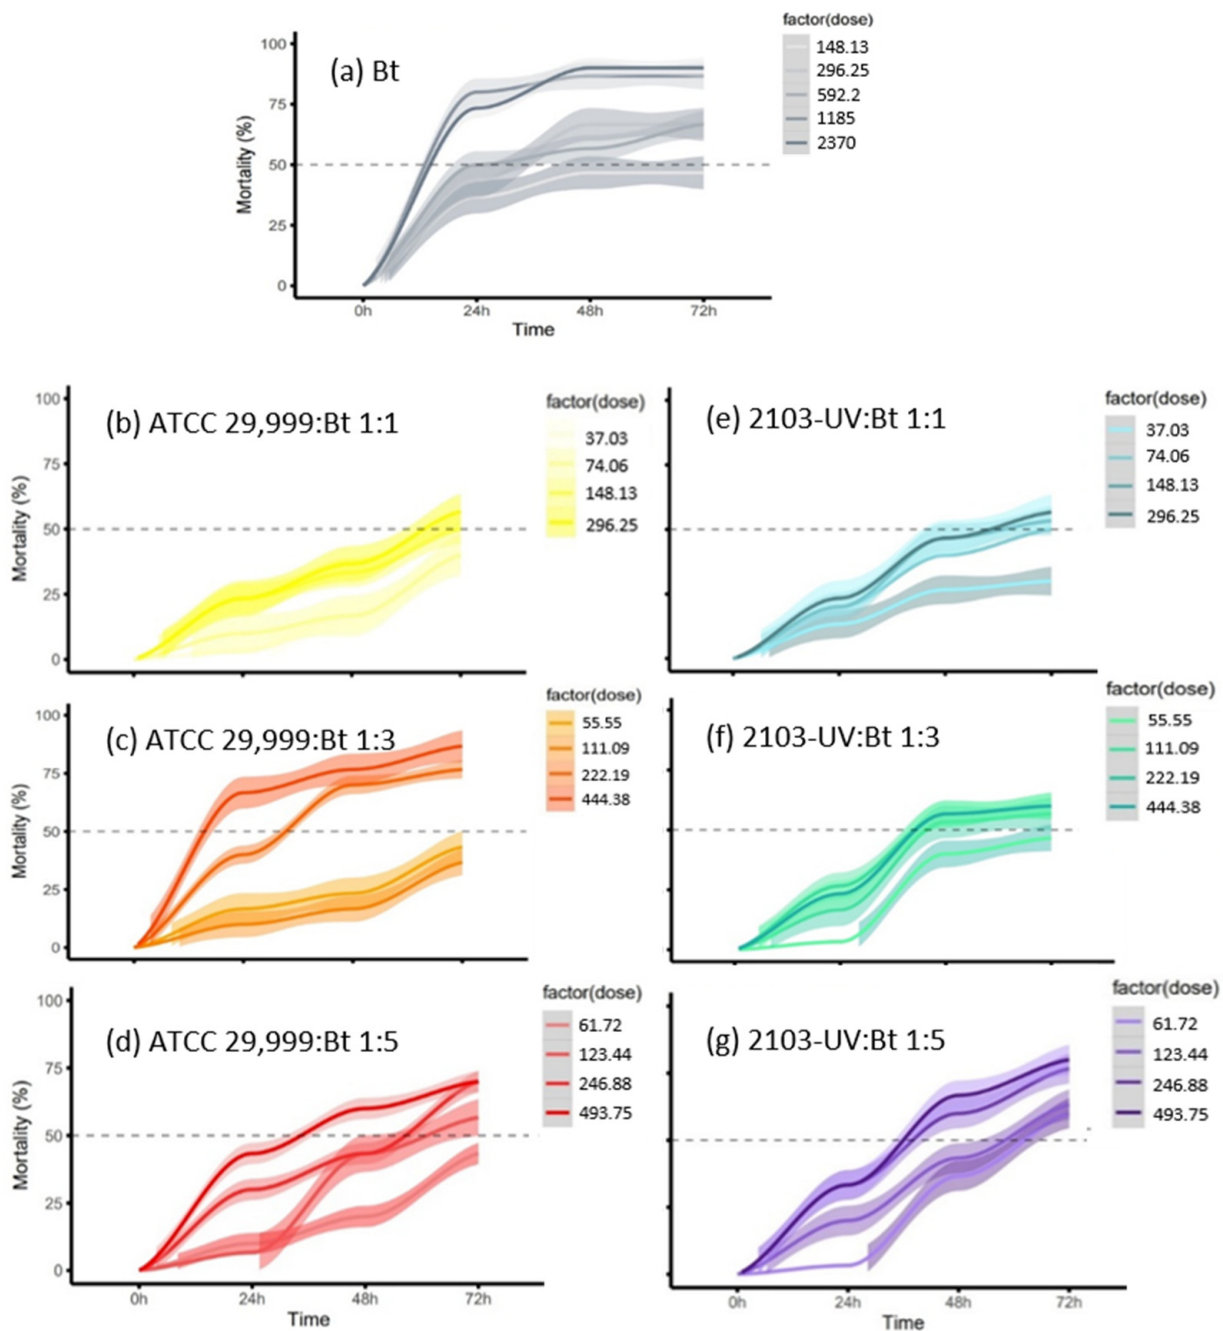 factor(dose)
100
(a) Bt
148.13
296.25
592.2
1185
2370
75
50
25
0
Mortality (%)
0h
24h
48h
72h
Time
100
(b) ATCC 29,999:Bt 1:1
factor(dose)
37.03
74.06
148.13
296.25
75
50
25
0
Mortality (%)
(e) 2103-UV:Bt 1:1
factor(dose)
37.03
74.06
148.13
296.25
100
(c) ATCC 29,999:Bt 1:3
factor(dose)
55.55
111.09
222.19
444.38
75
50
25
0
Mortality (%)
(f) 2103-UV:Bt 1:3
factor(dose)
55.55
111.09
222.19
444.38
100
(d) ATCC 29,999:Bt 1:5
factor(dose)
61.72
123.44
246.88
493.75
75
50
25
0
Mortality (%)
0h
24h
48h
72h
Time
(g) 2103-UV:Bt 1:5
factor(dose)
61.72
123.44
246.88
493.75
0h
24h
48h
72h
Time